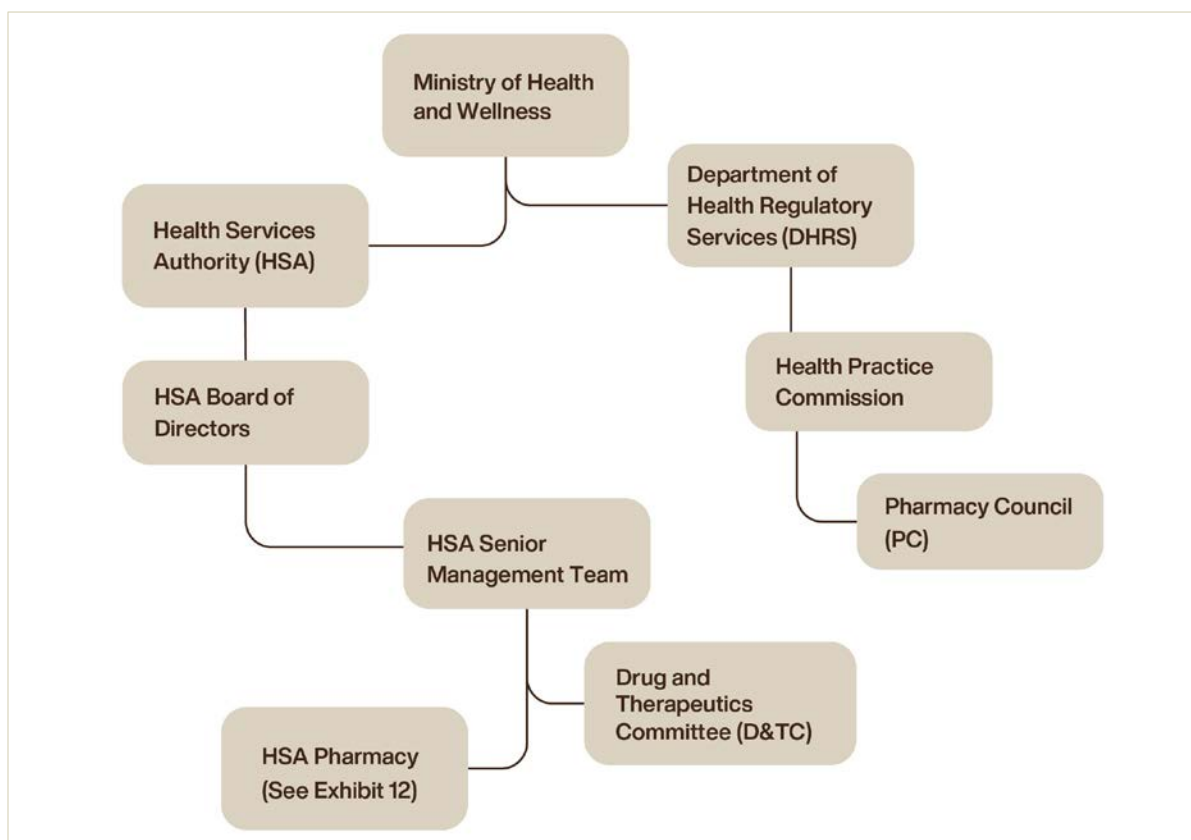 Ministry of Health
and Wellness
Department of
Health Regulatory
Services (DHRS)
Health Services
Authority (HSA)
Health Practice
Commission
HSA Board of
Directors
Pharmacy Council
(PC)
HSA Senior
Management Team
Drug and
Therapeutics
Committee (D&TC)
HSA Pharmacy
(See Exhibit 12)